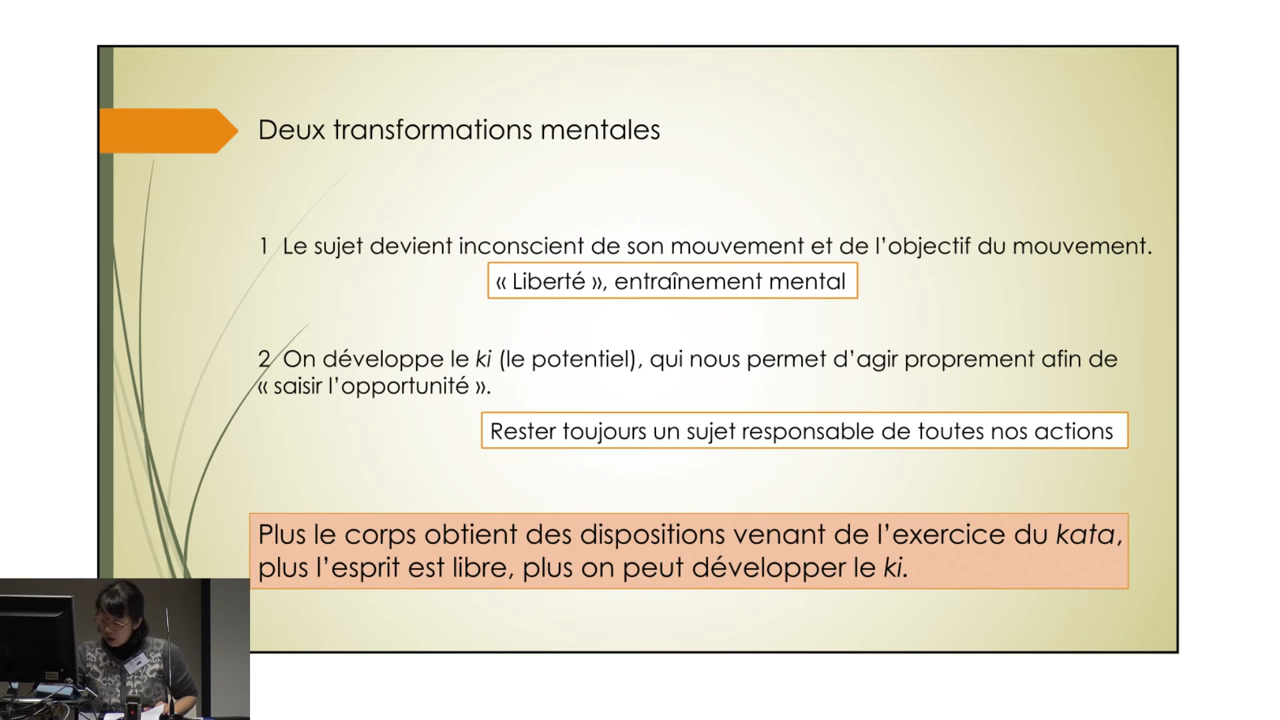 Deux transformations mentales
1 Le sujet devient inconscient de son mouvement et de l’objectif du mouvement.
« Liberté », entraînement mental
2 On développe le ki (le potentiel), qui nous permet d’agir proprement afin de
« saisir l’opportunité ».
Rester toujours un sujet responsable de toutes nos actions
Plus le corps obtient des dispositions venant de l’exercice du kata,
plus l’esprit est libre, plus on peut développer le ki.